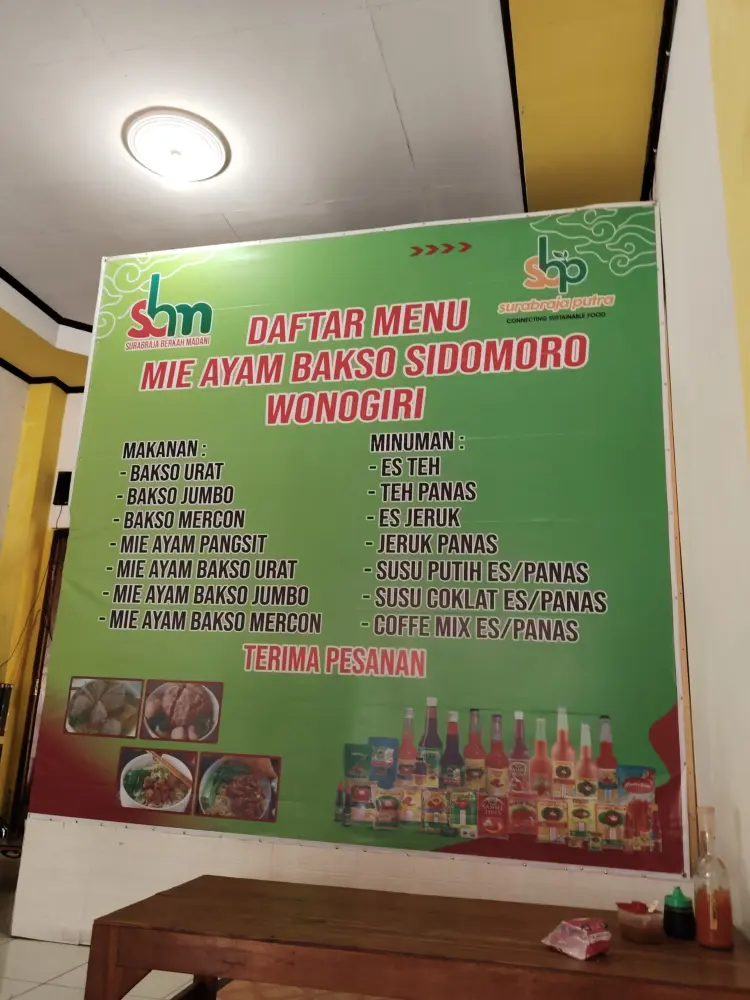 sbm
SURABRAJA BERKAH MADANI
sbp
surabraja putra
CONNECTING SUSTAINABLE FOOD
DAFTAR MENU
MIE AYAM BAKSO SIDOMORO
WONOGIRI
MAKANAN :
- BAKSO URAT
- BAKSO JUMBO
- BAKSO MERCON
- MIE AYAM PANGSIT
- MIE AYAM BAKSO URAT
- MIE AYAM BAKSO JUMBO
- MIE AYAM BAKSO MERCON
MINUMAN :
- ES TEH
- TEH PANAS
- ES JERUK
- JERUK PANAS
- SUSU PUTIH ES/PANAS
- SUSU COKLAT ES/PANAS
- COFFE MIX ES/PANAS
TERIMA PESANAN